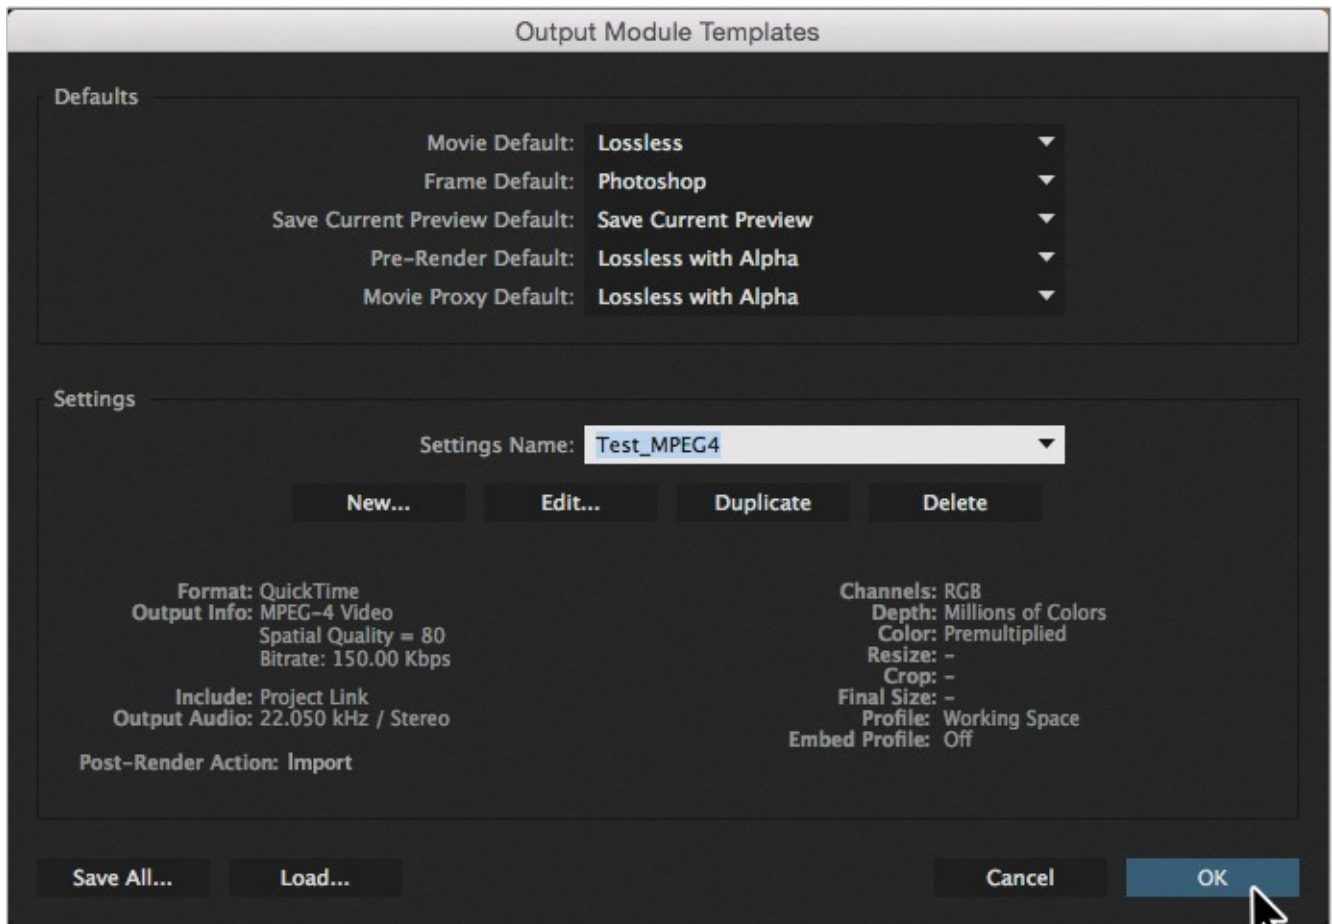 Output Module Templates
Defaults
Movie Default: Lossless
Frame Default: Photoshop
Save Current Preview Default: Save Current Preview
Pre-Render Default: Lossless with Alpha
Movie Proxy Default: Lossless with Alpha
Settings
Settings Name: Test_MPEG4
New... Edit... Duplicate Delete
Format: QuickTime
Output Info: MPEG-4 Video
Spatial Quality = 80
Bitrate: 150.00 Kbps
Include: Project Link
Output Audio: 22.050 kHz / Stereo
Post-Render Action: Import
Channels: RGB
Depth: Millions of Colors
Color: Premultiplied
Resize: -
Crop: -
Final Size: -
Profile: Working Space
Embed Profile: Off
Save All... Load... Cancel OK